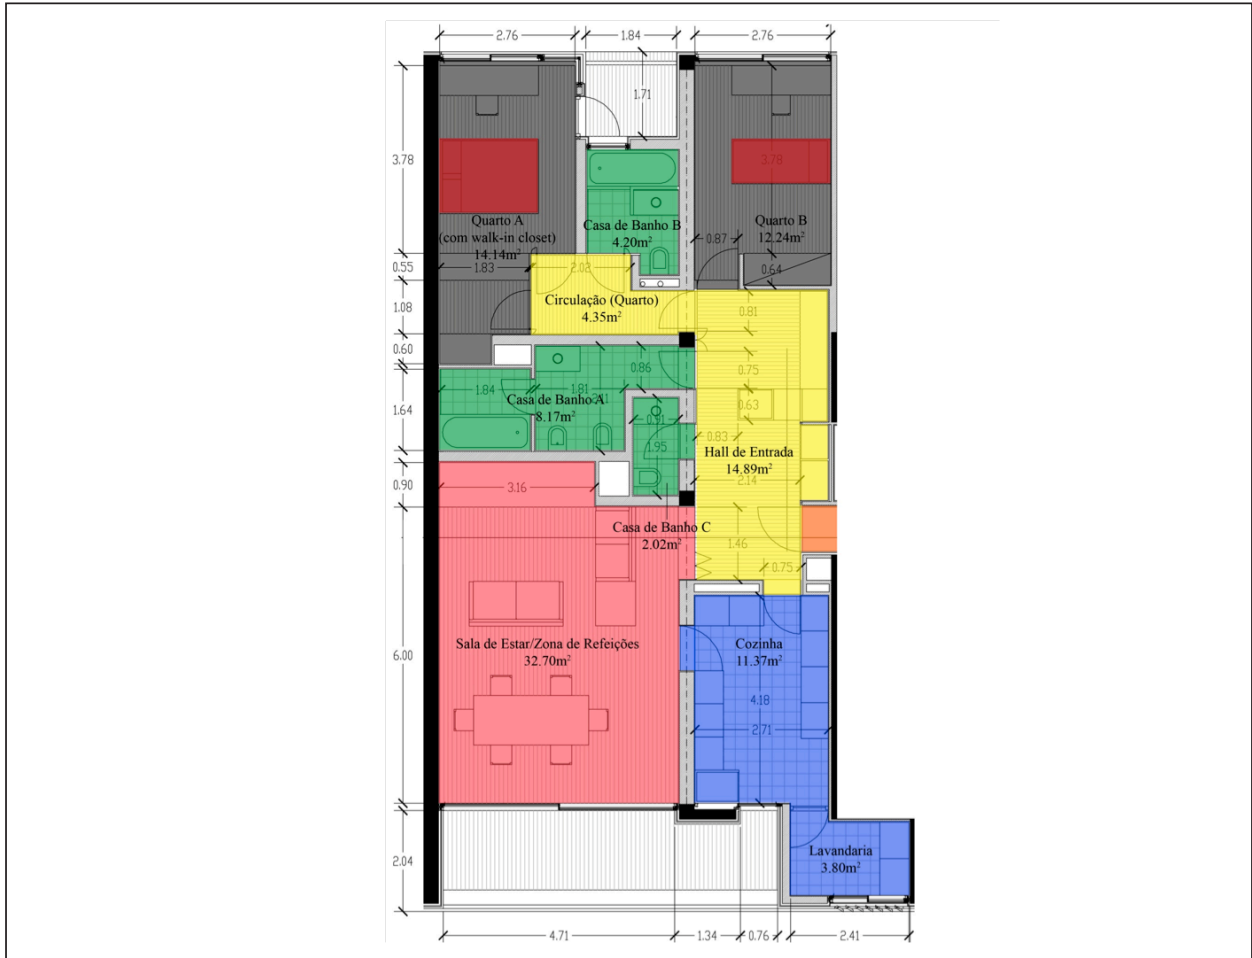 2.76
1.84
2.76
1.71
3.78
3.78
Quarto A
(com walk-in closet)
14.14m²
Casa de Banho B
4.20m²
Quarto B
12.24m²
0.87
0.55
1.83
2.02
0.64
Circulação (Quarto)
4.35m²
1.08
0.81
0.60
0.86
0.75
1.84
1.81
Casa de Banho A
8.17m²
0.63
1.64
0.91
0.83
1.95
Hall de Entrada
14.89m²
2.14
0.90
3.16
Casa de Banho C
2.02m²
1.46
0.75
Sala de Estar/Zona de Refeições
32.70m²
Cozinha
11.37m²
6.00
4.18
2.71
Lavandaria
3.80m²
2.04
4.71
1.34
0.76
2.41